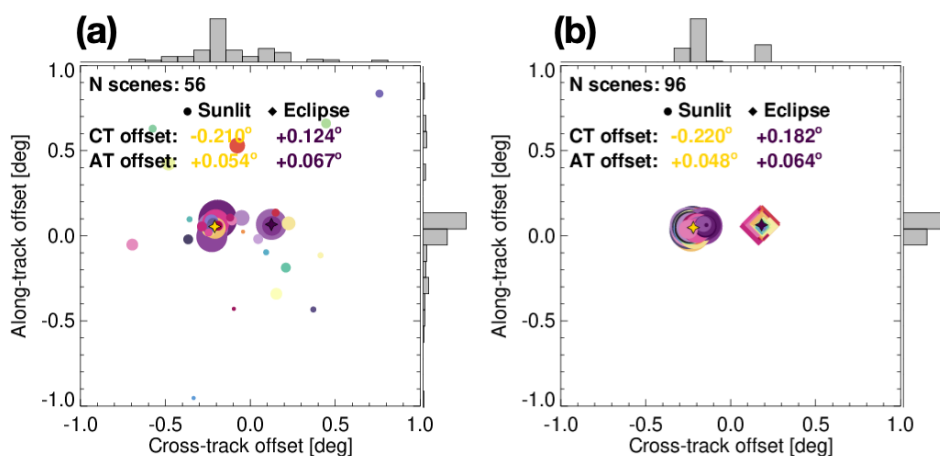 (a)
N scenes: 56
● Sunlit ◆ Eclipse
CT offset: -0.210° +0.124°
AT offset: +0.054° +0.067°
1.0
0.5
0.0
-0.5
-1.0
Along-track offset [deg]
-1.0 -0.5 0.0 0.5 1.0
Cross-track offset [deg]
(b)
N scenes: 96
● Sunlit ◆ Eclipse
CT offset: -0.220° +0.182°
AT offset: +0.048° +0.064°
1.0
0.5
0.0
-0.5
-1.0
Along-track offset [deg]
-1.0 -0.5 0.0 0.5 1.0
Cross-track offset [deg]